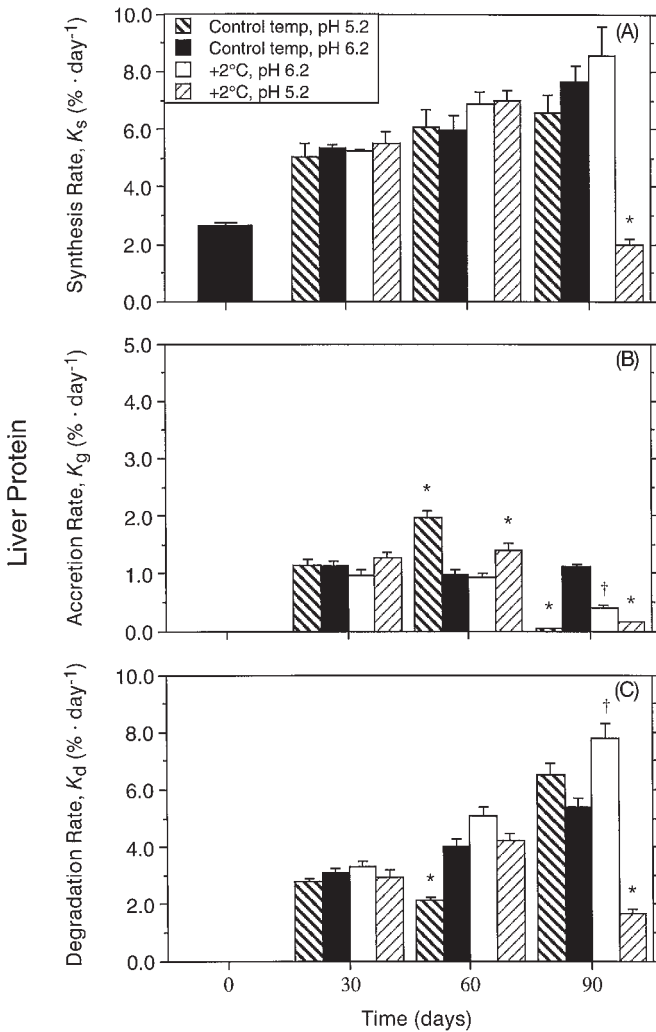 Liver Protein
Synthesis Rate, Ks (% · day-1)
10.0
8.0
6.0
4.0
2.0
0.0
Control temp, pH 5.2
Control temp, pH 6.2
+2°C, pH 6.2
+2°C, pH 5.2
(A)
*
Accretion Rate, Kg (% · day-1)
5.0
4.0
3.0
2.0
1.0
0.0
(B)
* * * † *
Degradation Rate, Kd (% · day-1)
10.0
8.0
6.0
4.0
2.0
0.0
(C)
* † *
0 30 60 90
Time (days)